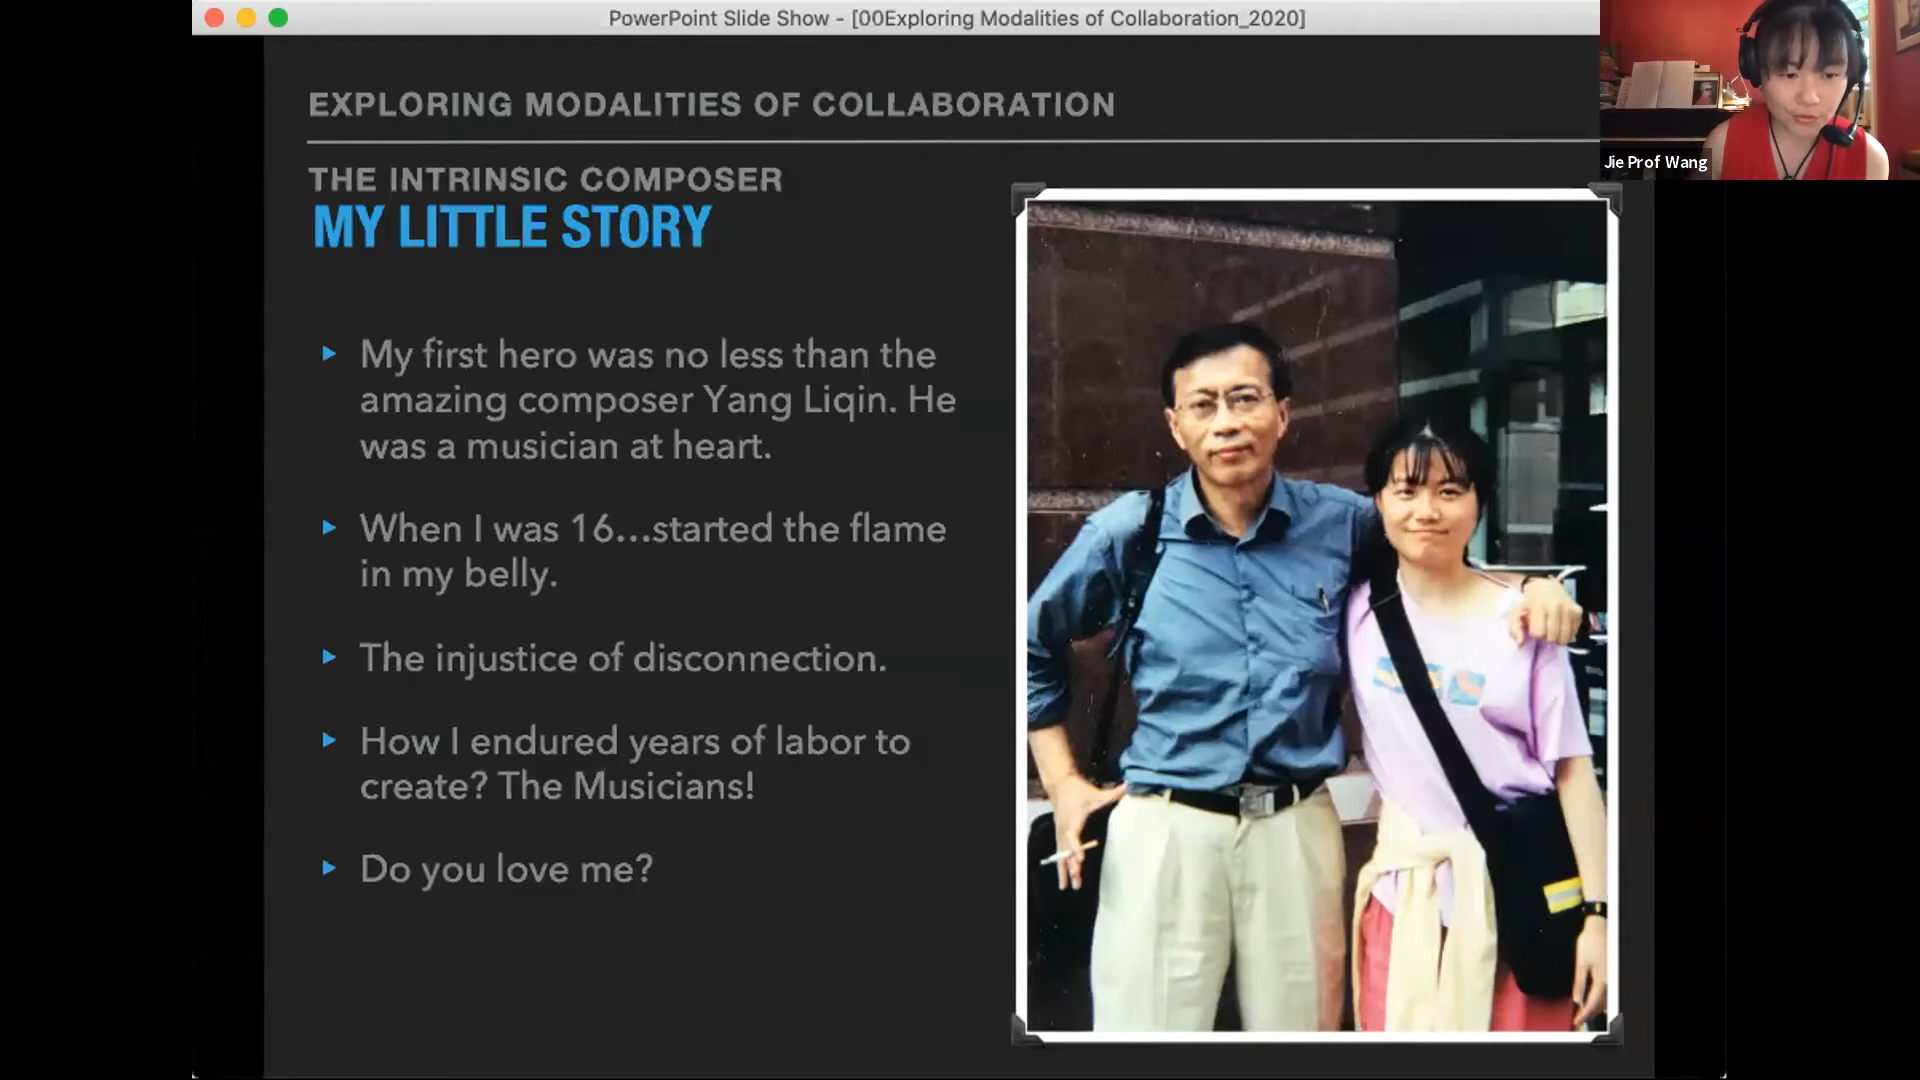 PowerPoint Slide Show - [00Exploring Modalities of Collaboration_2020]
Jie Prof Wang
EXPLORING MODALITIES OF COLLABORATION
THE INTRINSIC COMPOSER
MY LITTLE STORY
My first hero was no less than the
amazing composer Yang Liqin. He
was a musician at heart.
When I was 16...started the flame
in my belly.
The injustice of disconnection.
How I endured years of labor to
create? The Musicians!
Do you love me?